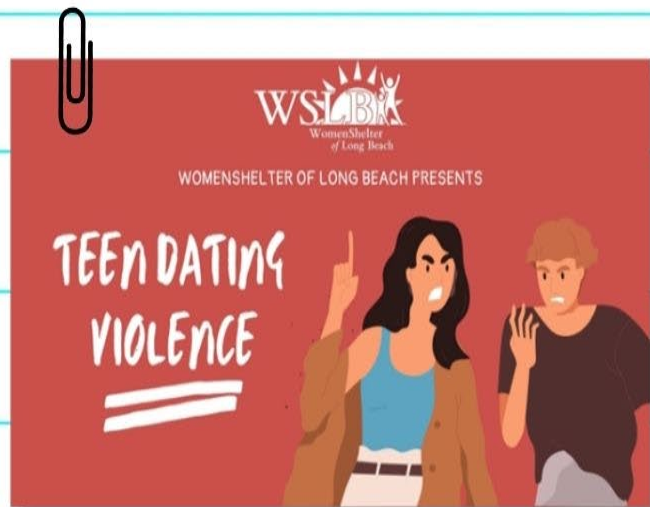 WSLB
WomenShelter
of Long Beach
WOMENSHELTER OF LONG BEACH PRESENTS
TEEn DATInG
VIOLEnCE